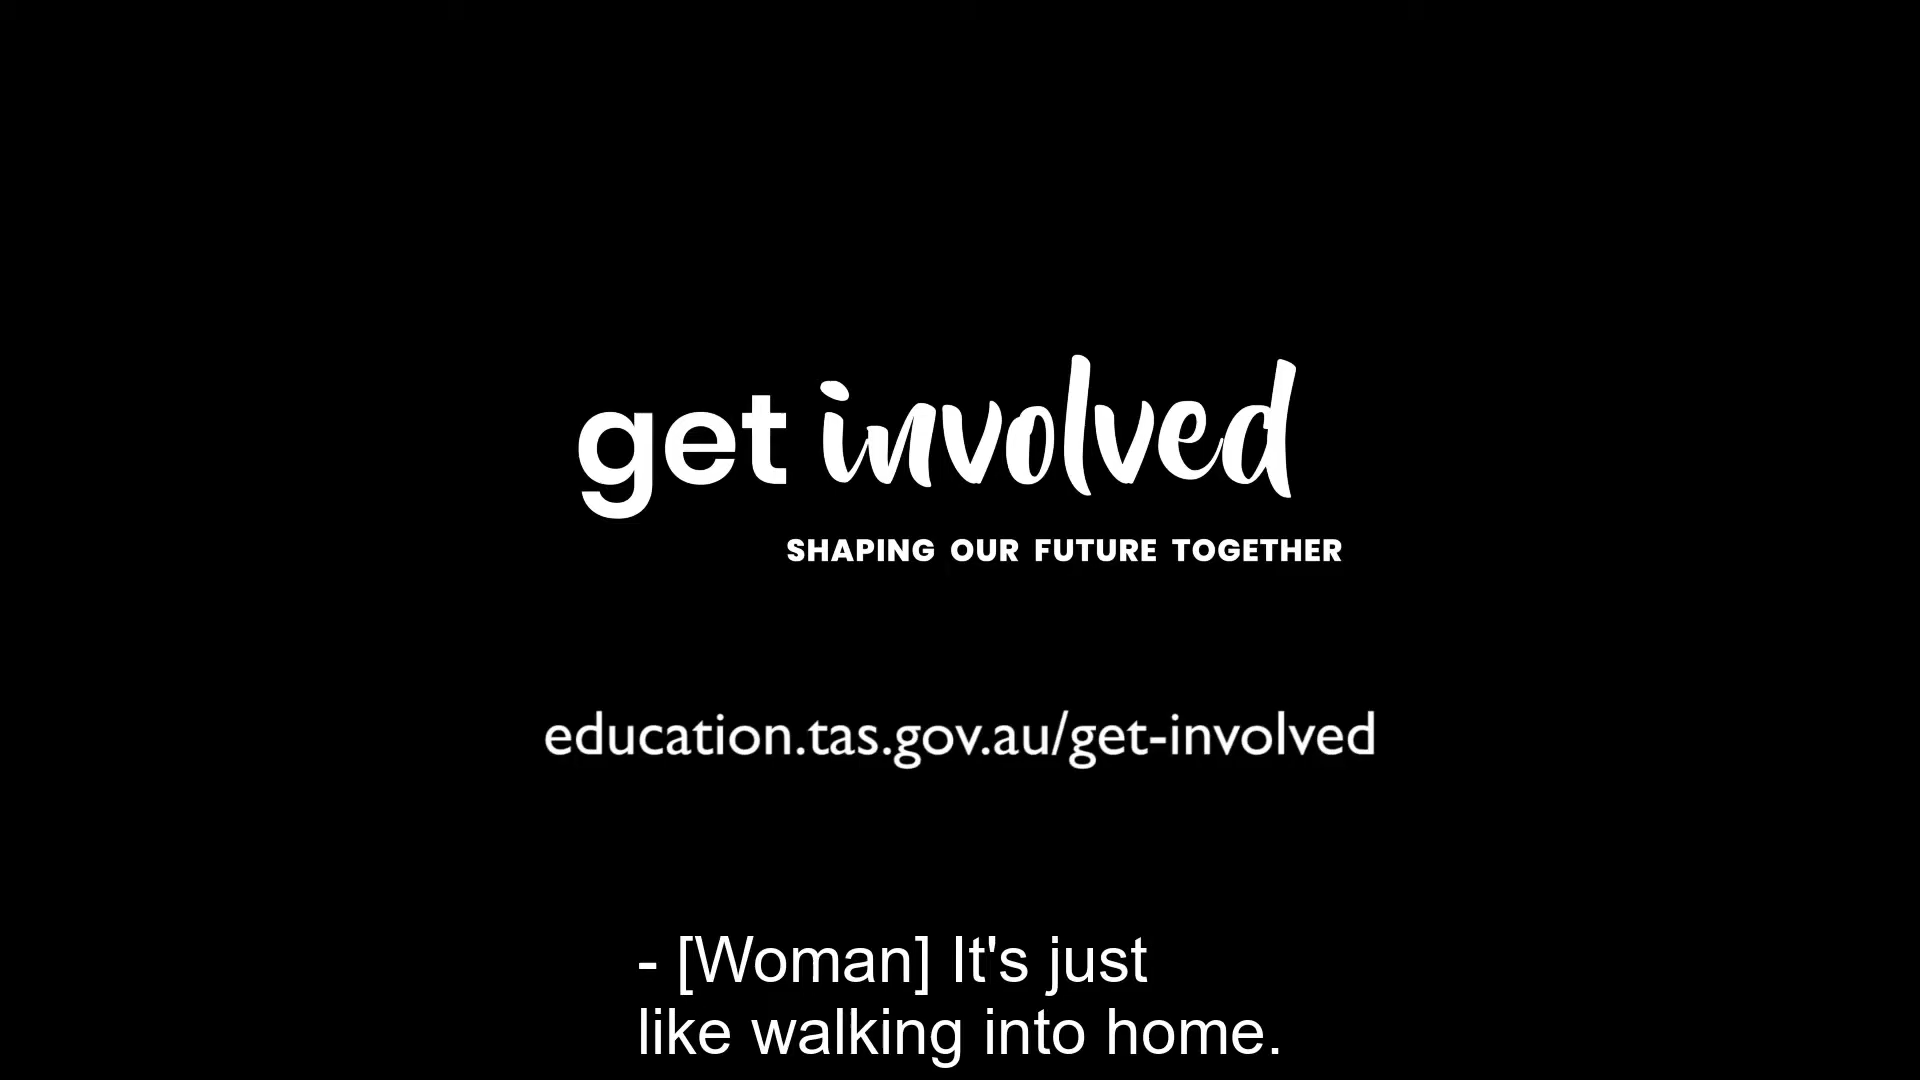 get involved
SHAPING OUR FUTURE TOGETHER
education.tas.gov.au/get-involved
- [Woman] It's just
like walking into home.